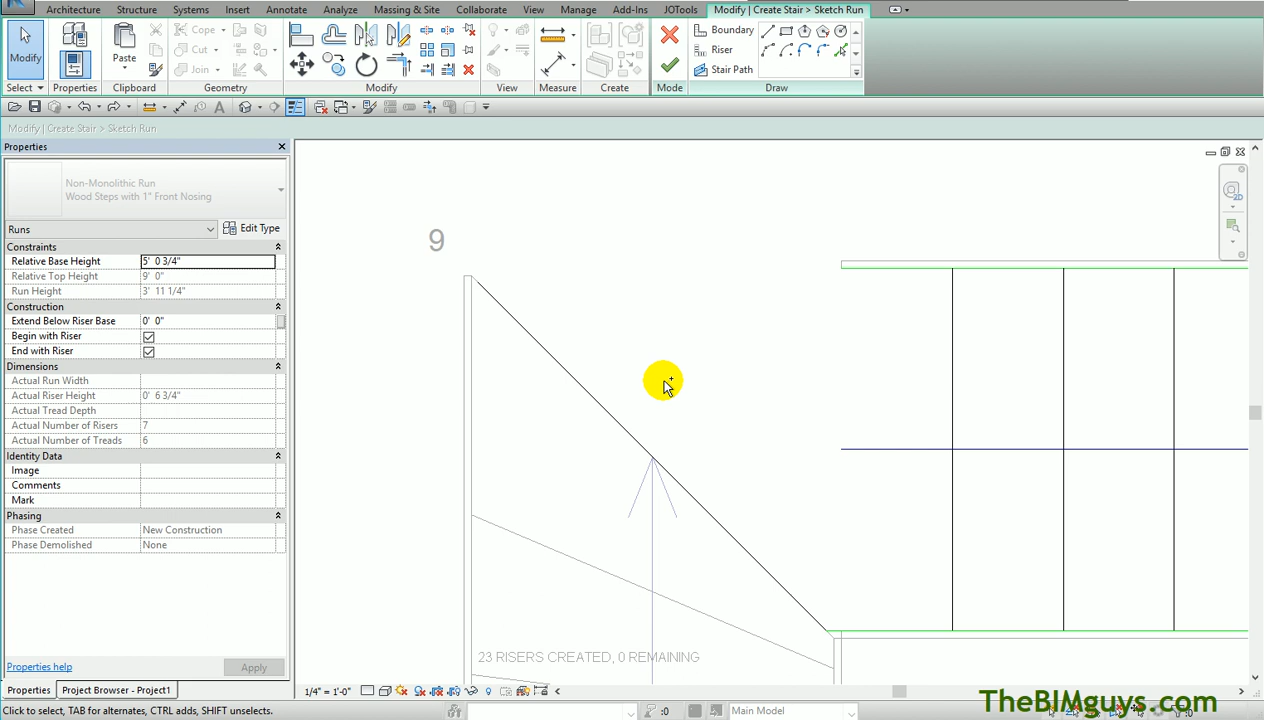 Architecture Structure Systems Insert Annotate Analyze Massing & Site Collaborate View Manage Add-Ins JOTools Modify | Create Stair > Sketch Run
Modify
Paste
Cope
Cut
Join
Boundary
Riser
Stair Path
Select Properties Clipboard Geometry Modify View Measure Create Mode Draw
Modify | Create Stair > Sketch Run
Properties
Non-Monolithic Run
Wood Steps with 1" Front Nosing
Runs Edit Type
Constraints
Relative Base Height 5' 0 3/4"
Relative Top Height 9' 0"
Run Height 3' 11 1/4"
Construction
Extend Below Riser Base 0' 0"
Begin with Riser
End with Riser
Dimensions
Actual Run Width
Actual Riser Height 0' 6 3/4"
Actual Tread Depth
Actual Number of Risers 7
Actual Number of Treads 6
Identity Data
Image
Comments
Mark
Phasing
Phase Created New Construction
Phase Demolished None
Properties help Apply
Properties Project Browser - Project1
9
2D
23 RISERS CREATED, 0 REMAINING
1/4" = 1'-0"
Click to select, TAB for alternates, CTRL adds, SHIFT unselects.
:0 Main Model
TheBIMguys.com
:0